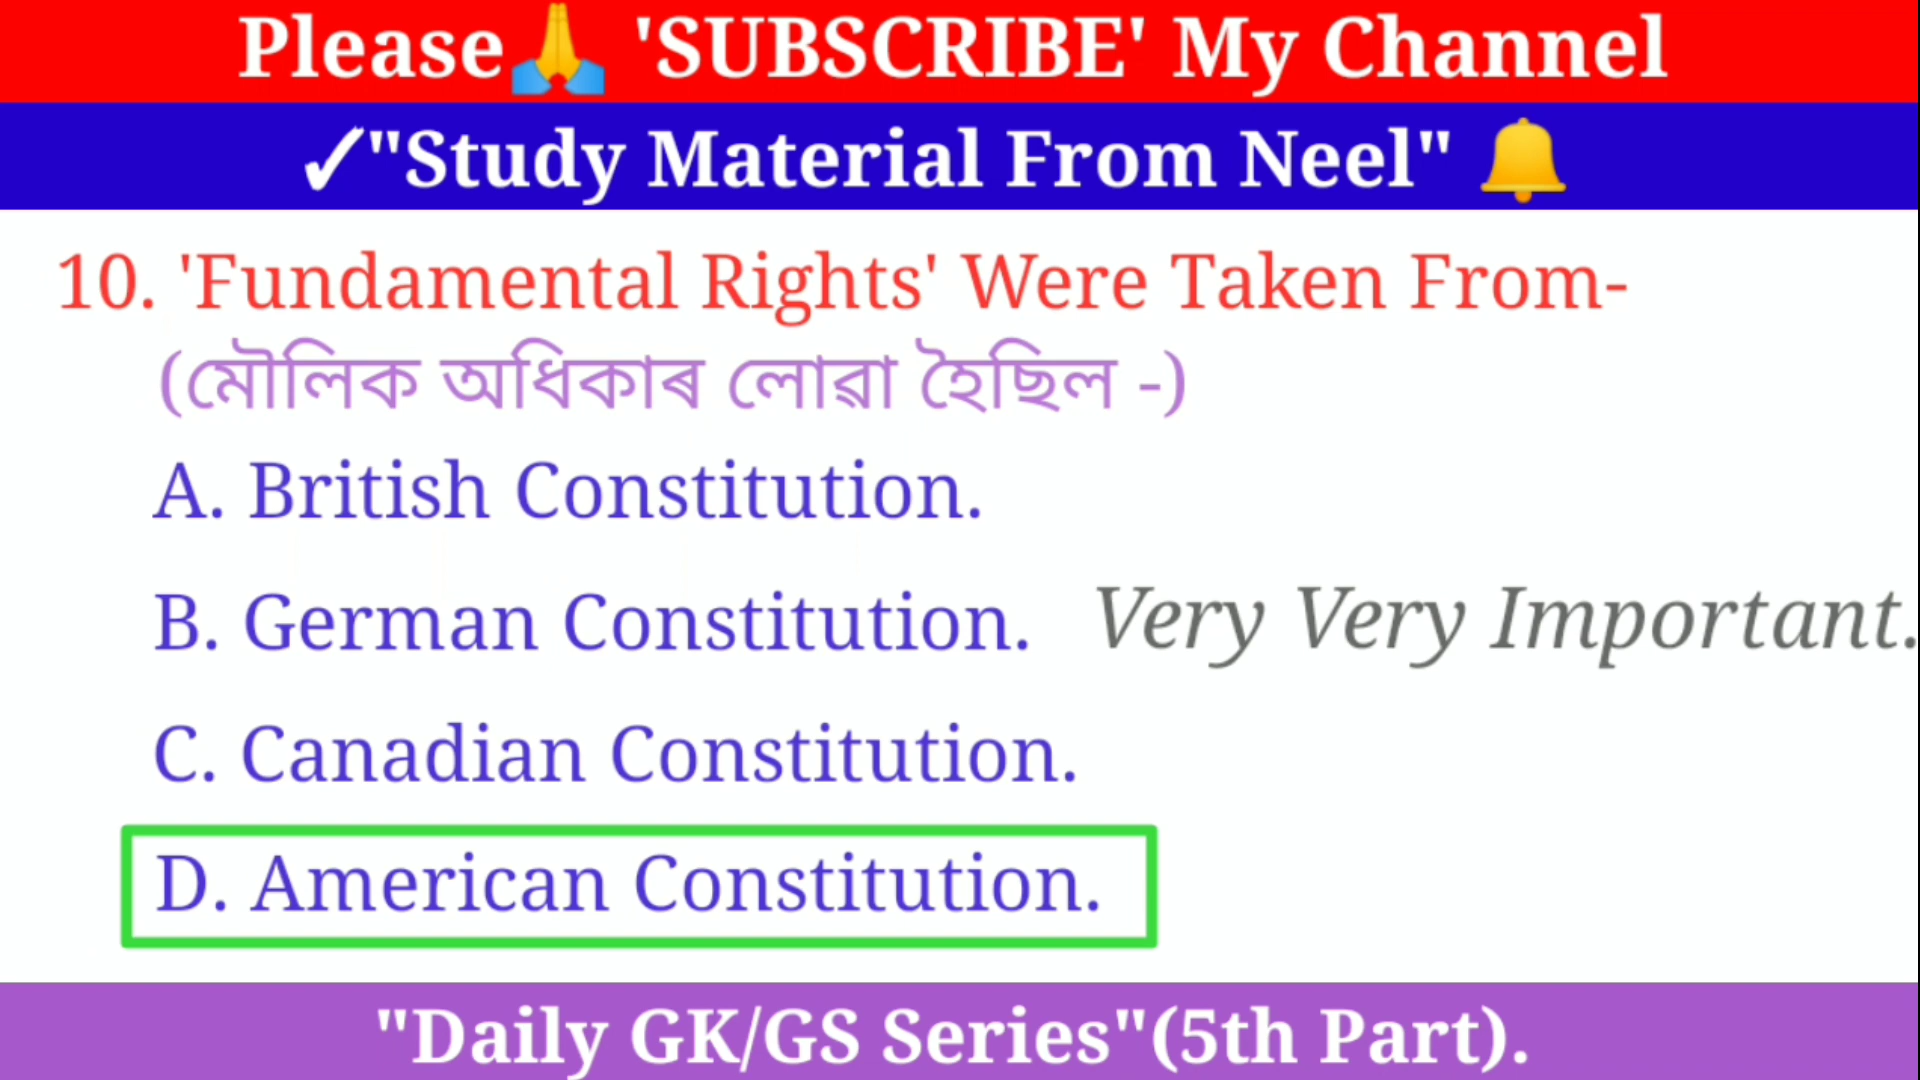 Please🙏 'SUBSCRIBE' My Channel
✓"Study Material From Neel" 🔔
10. 'Fundamental Rights' Were Taken From-
(মৌলিক অধিকাৰ লোৱা হৈছিল -)
A. British Constitution.
B. German Constitution. Very Very Important.
C. Canadian Constitution.
D. American Constitution.
"Daily GK/GS Series"(5th Part).